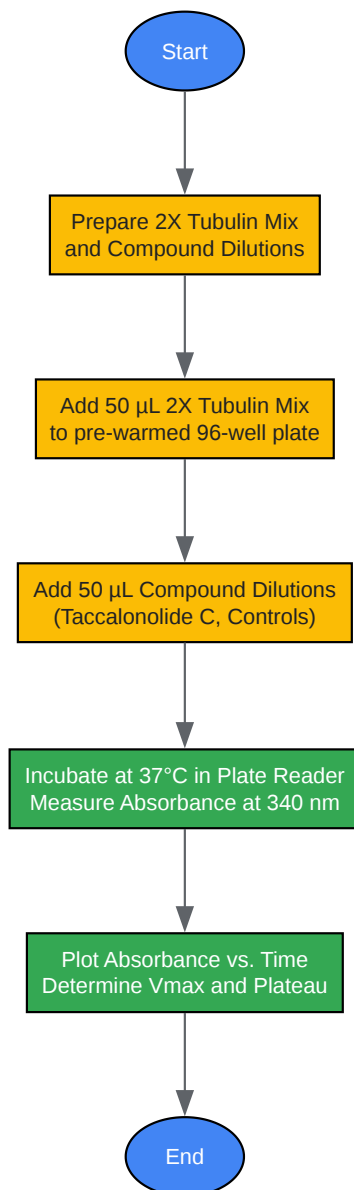 Start
Prepare 2X Tubulin Mix
and Compound Dilutions
Add 50 µL 2X Tubulin Mix
to pre-warmed 96-well plate
Add 50 µL Compound Dilutions
(Taccalonolide C, Controls)
Incubate at 37°C in Plate Reader
Measure Absorbance at 340 nm
Plot Absorbance vs. Time
Determine Vmax and Plateau
End